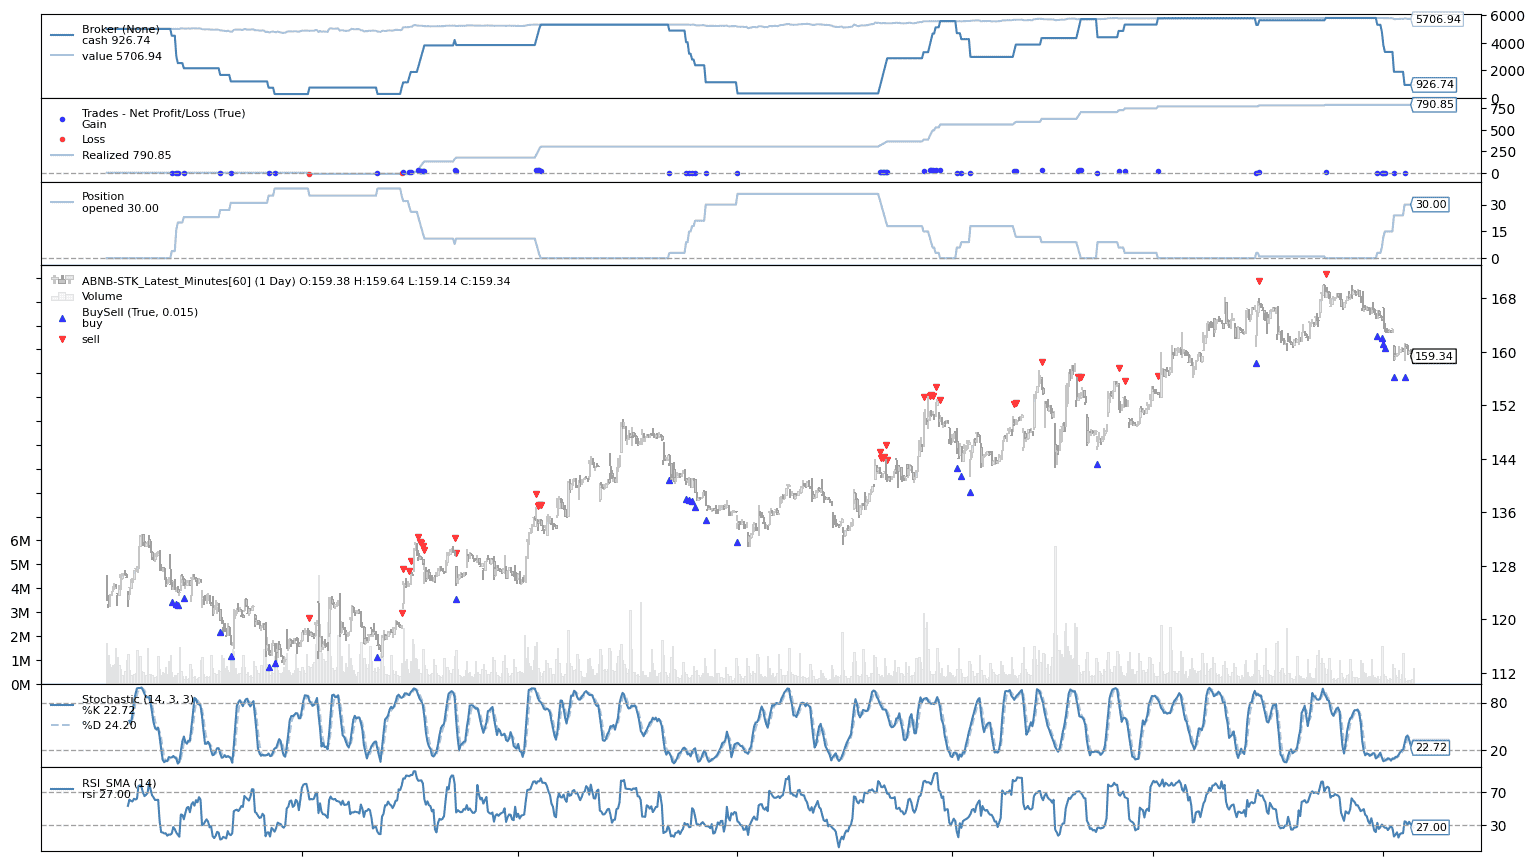 Broker (None)
cash 926.74
value 5706.94
5706.94
926.74
6000
4000
2000
0
Trades - Net Profit/Loss (True)
Gain
Loss
Realized 790.85
790.85
750
500
250
0
Position
opened 30.00
30.00
30
15
0
ABNB-STK_Latest_Minutes[60] (1 Day) O:159.38 H:159.64 L:159.14 C:159.34
Volume
BuySell (True, 0.015)
buy
sell
168
160
159.34
152
144
136
128
120
112
6M
5M
4M
3M
2M
1M
0M
Stochastic (14, 3, 3)
%K 22.72
%D 24.20
80
22.72
20
RSI_SMA (14)
rsi 27.00
70
27.00
30